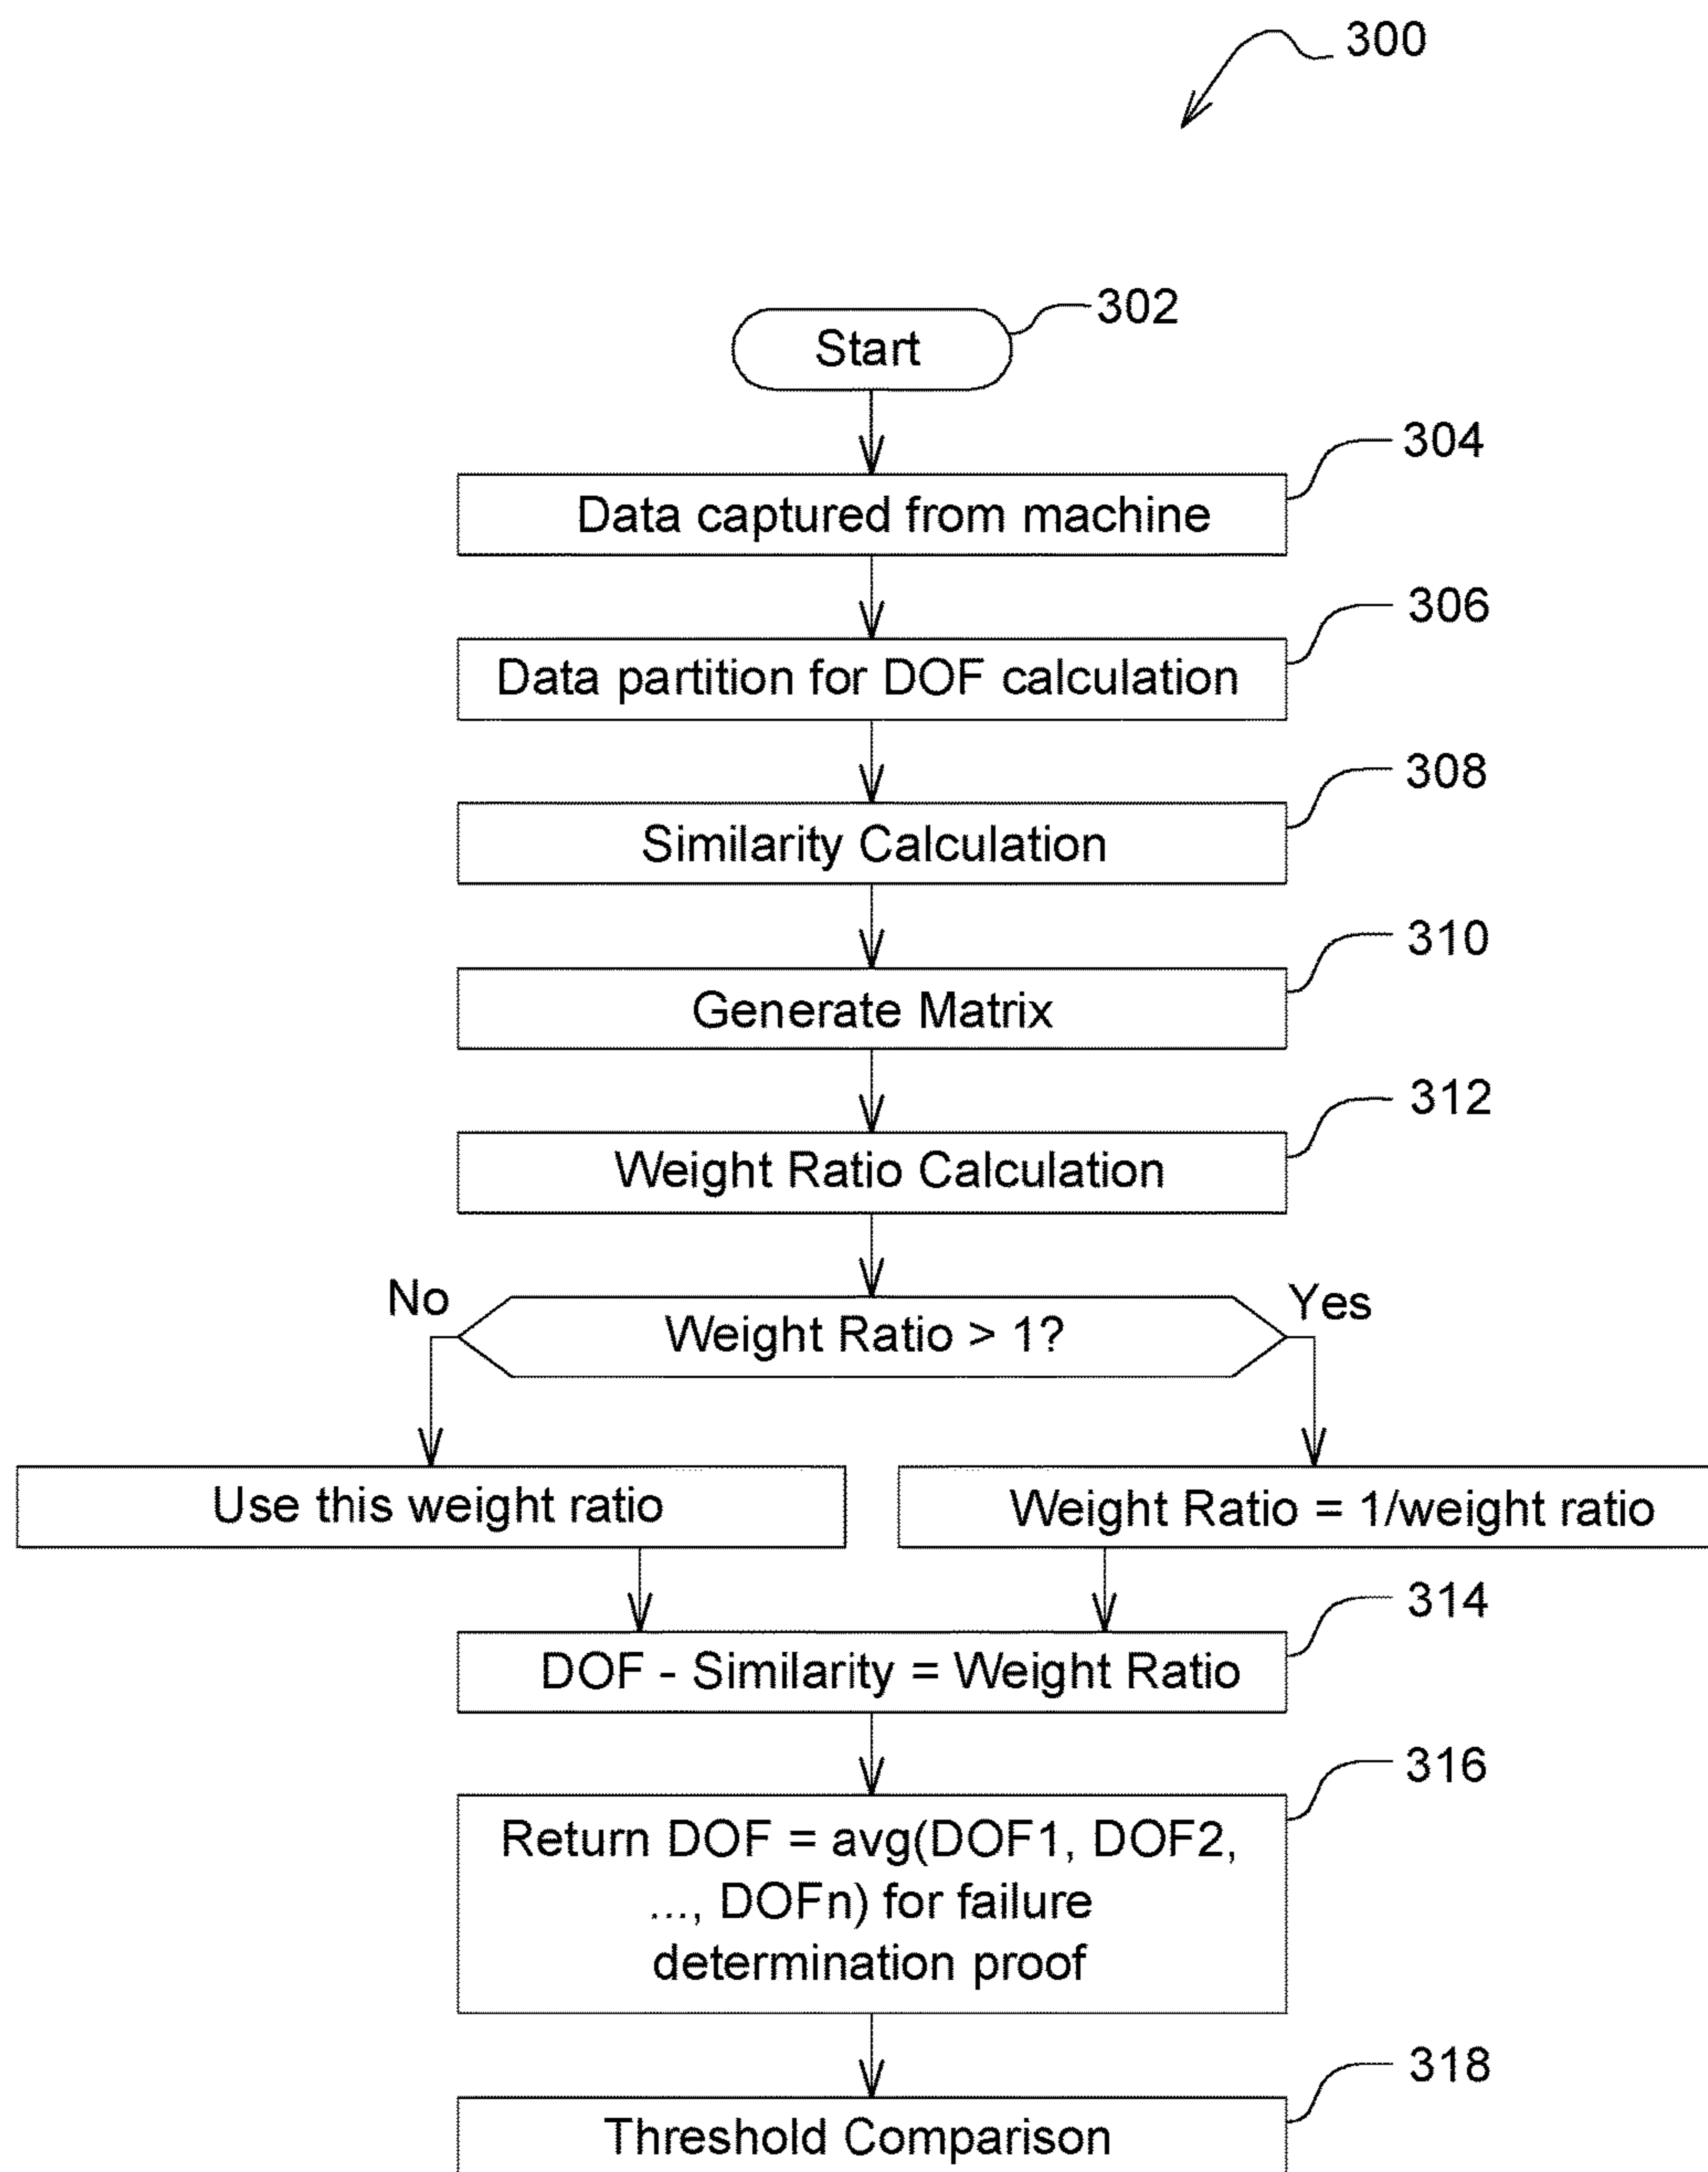 300
Start
302
Data captured from machine
304
Data partition for DOF calculation
306
Similarity Calculation
308
Generate Matrix
310
Weight Ratio Calculation
312
No
Weight Ratio > 1?
Yes
Use this weight ratio
Weight Ratio = 1/weight ratio
DOF - Similarity = Weight Ratio
314
Return DOF = avg(DOF1, DOF2,
..., DOFn) for failure
determination proof
316
Threshold Comparison
318